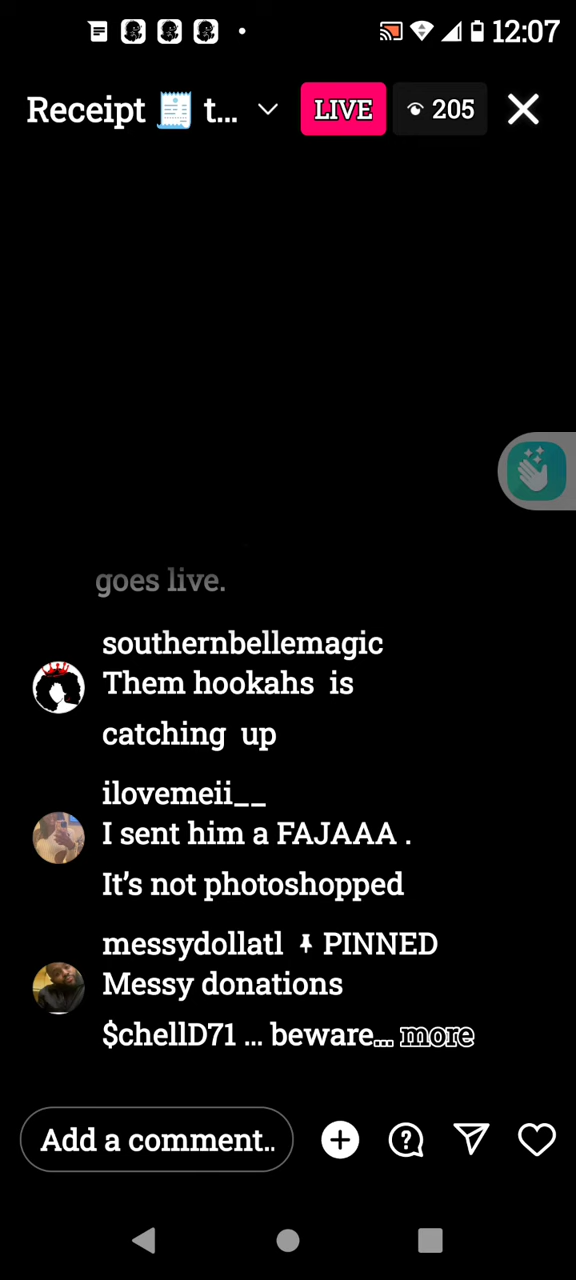 12:07
Receipt 🧾 t... LIVE 205
goes live.
southernbellemagic
Them hookahs is
catching up
ilovemeii__
I sent him a FAJAAA .
It’s not photoshopped
messydollatl PINNED
Messy donations
$chellD71 ... beware... more
Add a comment..